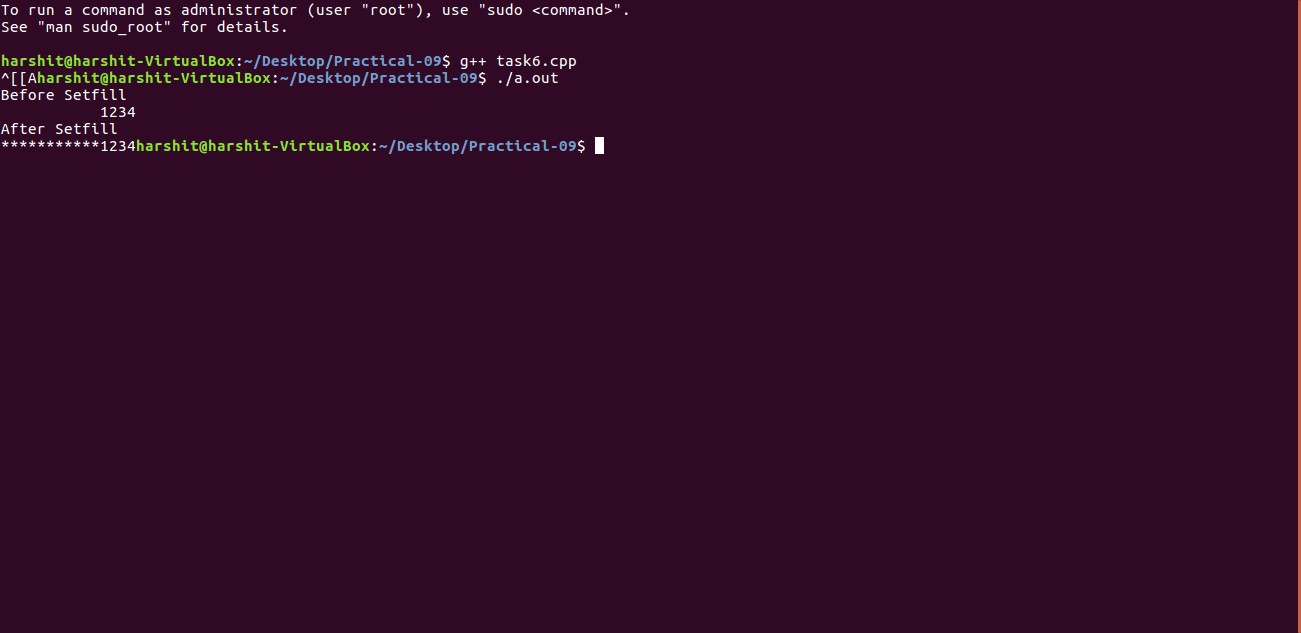 To run a command as administrator (user "root"), use "sudo <command>".
See "man sudo_root" for details.
harshit@harshit-VirtualBox:~/Desktop/Practical-09$ g++ task6.cpp
^[[Aharshit@harshit-VirtualBox:~/Desktop/Practical-09$ ./a.out
Before Setfill
           1234
After Setfill
***********1234harshit@harshit-VirtualBox:~/Desktop/Practical-09$